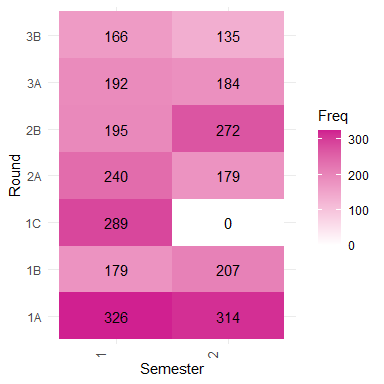 3B 166 135
3A 192 184
2B 195 272
2A 240 179
1C 289 0
1B 179 207
1A 326 314
1 2
Semester
Round
Freq
300
200
100
0